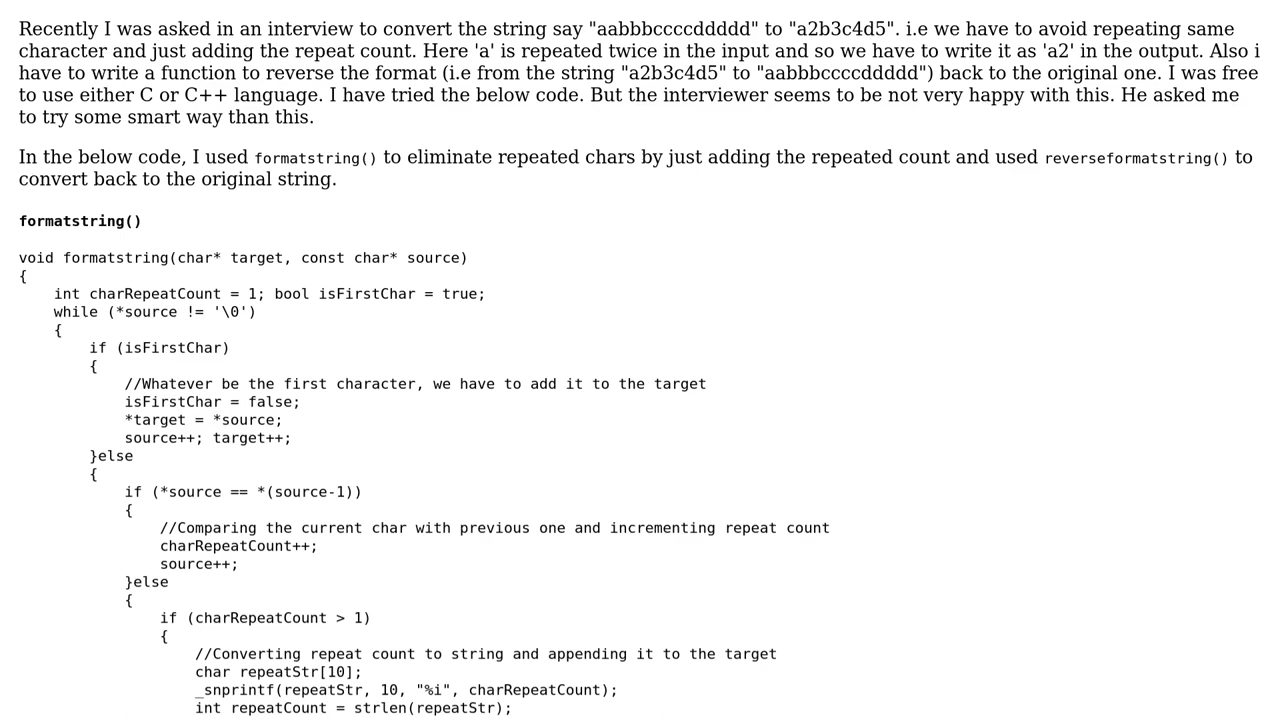 Recently I was asked in an interview to convert the string say "aabbbccccddddd" to "a2b3c4d5". i.e we have to avoid repeating same
character and just adding the repeat count. Here 'a' is repeated twice in the input and so we have to write it as 'a2' in the output. Also i
have to write a function to reverse the format (i.e from the string "a2b3c4d5" to "aabbbccccddddd") back to the original one. I was free
to use either C or C++ language. I have tried the below code. But the interviewer seems to be not very happy with this. He asked me
to try some smart way than this.
In the below code, I used formatstring() to eliminate repeated chars by just adding the repeated count and used reverseformatstring() to
convert back to the original string.
formatstring()
void formatstring(char* target, const char* source)
{
    int charRepeatCount = 1; bool isFirstChar = true;
    while (*source != '\0')
    {
        if (isFirstChar)
        {
            //Whatever be the first character, we have to add it to the target
            isFirstChar = false;
            *target = *source;
            source++; target++;
        }else
        {
            if (*source == *(source-1))
            {
                //Comparing the current char with previous one and incrementing repeat count
                charRepeatCount++;
                source++;
            }else
            {
                if (charRepeatCount > 1)
                {
                    //Converting repeat count to string and appending it to the target
                    char repeatStr[10];
                    _snprintf(repeatStr, 10, "%i", charRepeatCount);
                    int repeatCount = strlen(repeatStr);